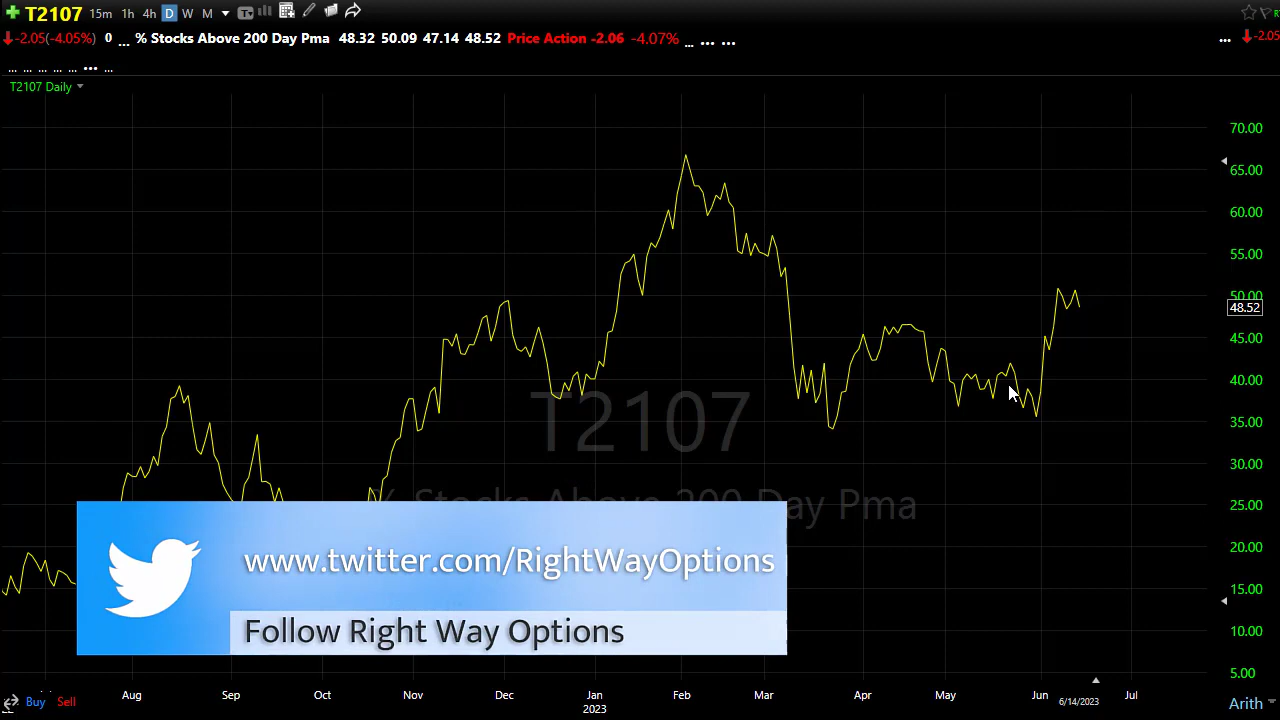 T2107 15m 1h 4h D W M
-2.05(-4.05%) 0 ... % Stocks Above 200 Day Pma 48.32 50.09 47.14 48.52 Price Action -2.06 -4.07% ... ... ... ... -2.05
... ... ... ... ... ... ...
T2107 Daily
70.00
65.00
60.00
55.00
50.00
48.52
45.00
40.00
T2107
35.00
30.00
% Stocks Above 200 Day Pma
25.00
www.twitter.com/RightWayOptions
20.00
15.00
Follow Right Way Options
10.00
5.00
Aug Sep Oct Nov Dec Jan Feb Mar Apr May Jun Jul
Buy Sell 2023 6/14/2023 Arith